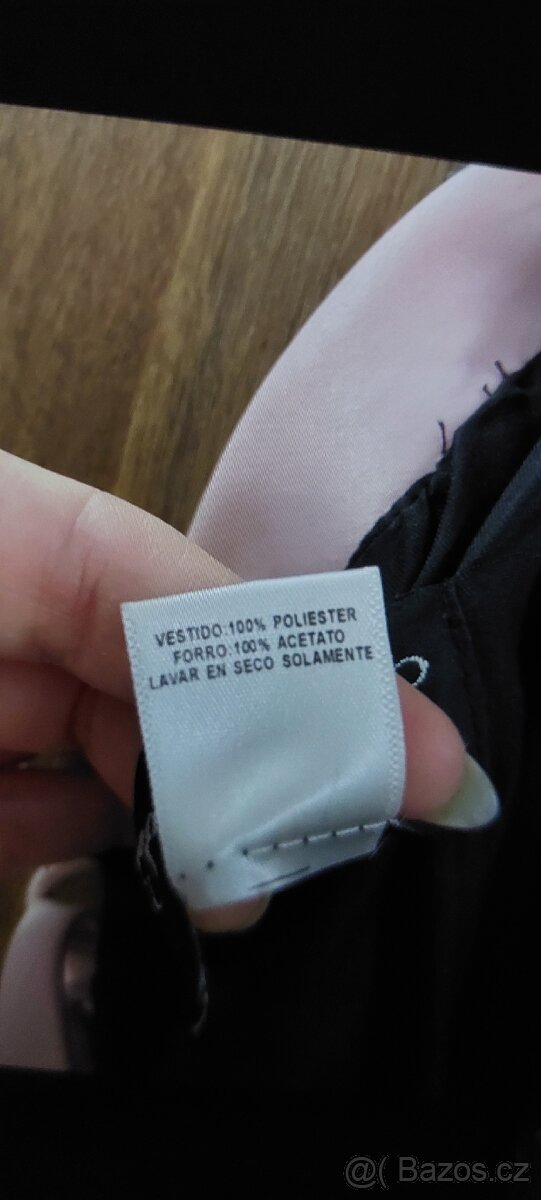 VESTIDO:100% POLIESTER
FORRO:100% ACETATO
LAVAR EN SECO SOLAMENTE
@( Bazos.cz